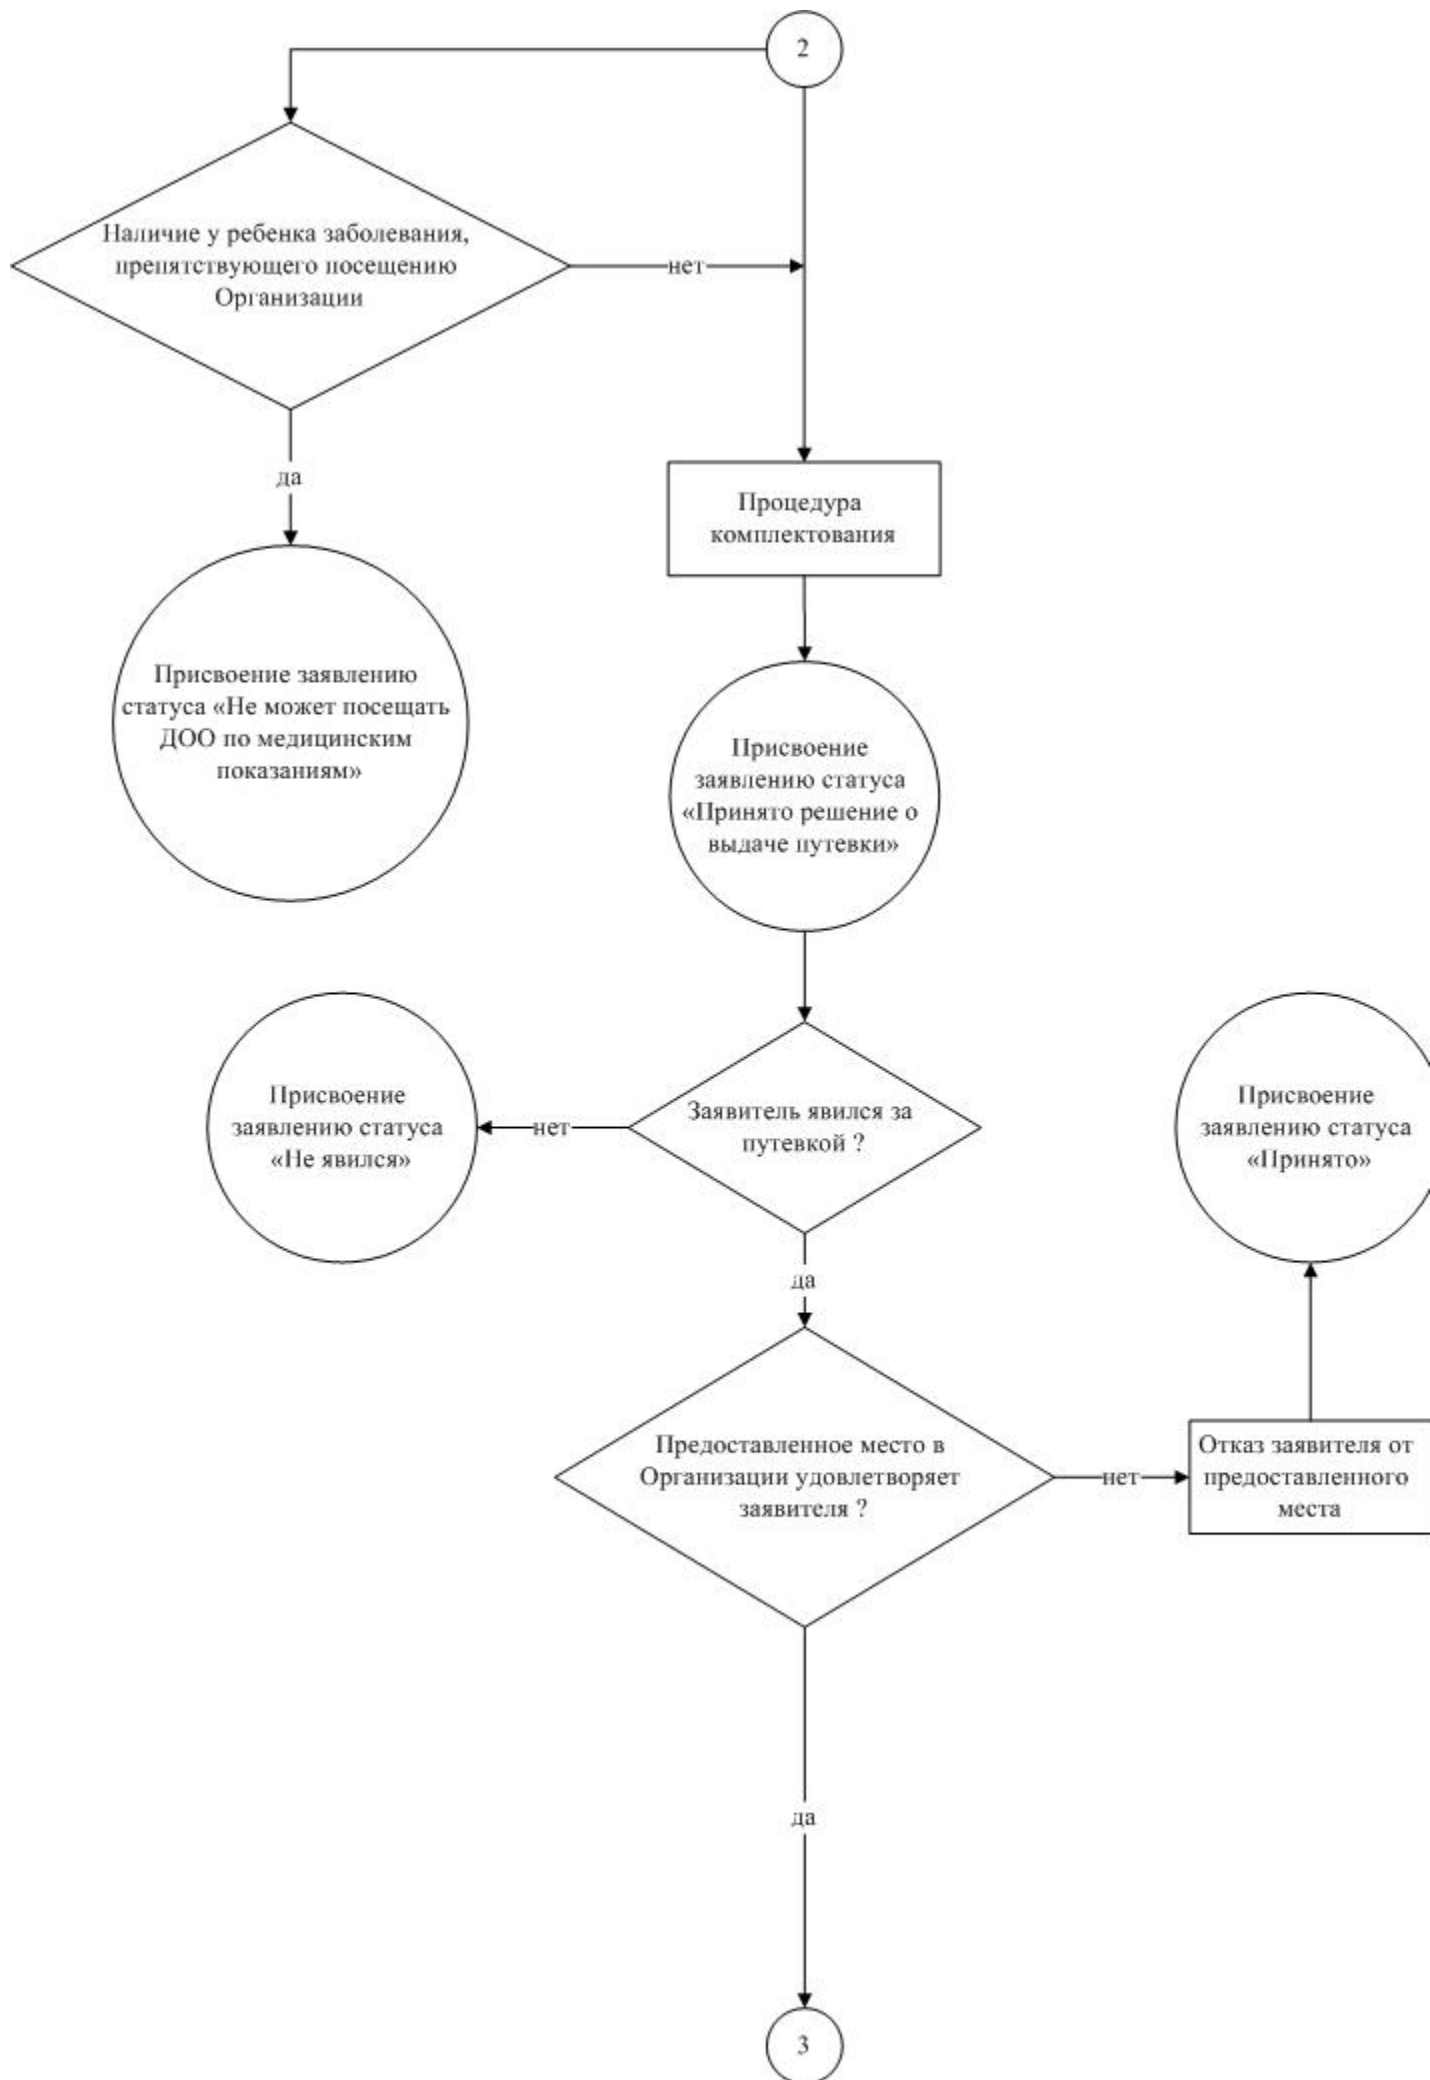 2
Наличие у ребенка заболевания,
препятствующего посещению
Организации
нет
да
Процедура
комплектования
Присвоение заявлению
статуса «Не может посещать
ДОО по медицинским
показаниям»
Присвоение
заявлению статуса
«Принято решение о
выдаче путевки»
Присвоение
заявлению статуса
«Не явился»
нет
Заявитель явился за
путевкой ?
Присвоение
заявлению статуса
«Принято»
да
Предоставленное место в
Организации удовлетворяет
заявителя ?
нет
Отказ заявителя от
предоставленного
места
да
3